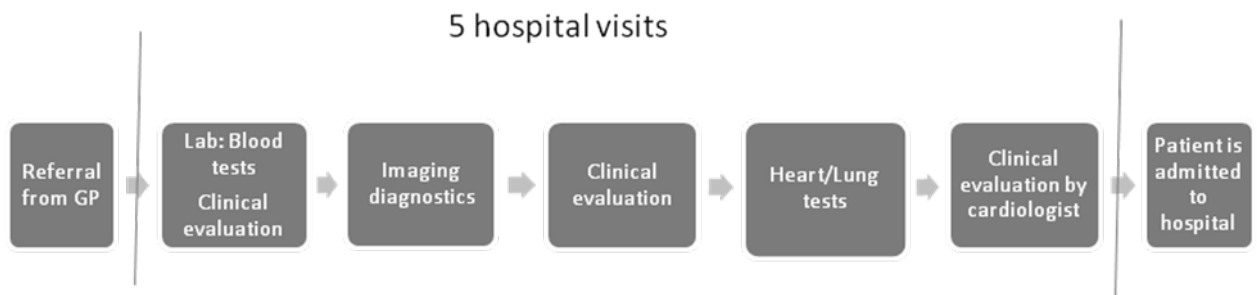 5 hospital visits
Referral
from GP
Lab: Blood
tests
Clinical
evaluation
Imaging
diagnostics
Clinical
evaluation
Heart/Lung
tests
Clinical
evaluation by
cardiologist
Patient is
admitted
to
hospital